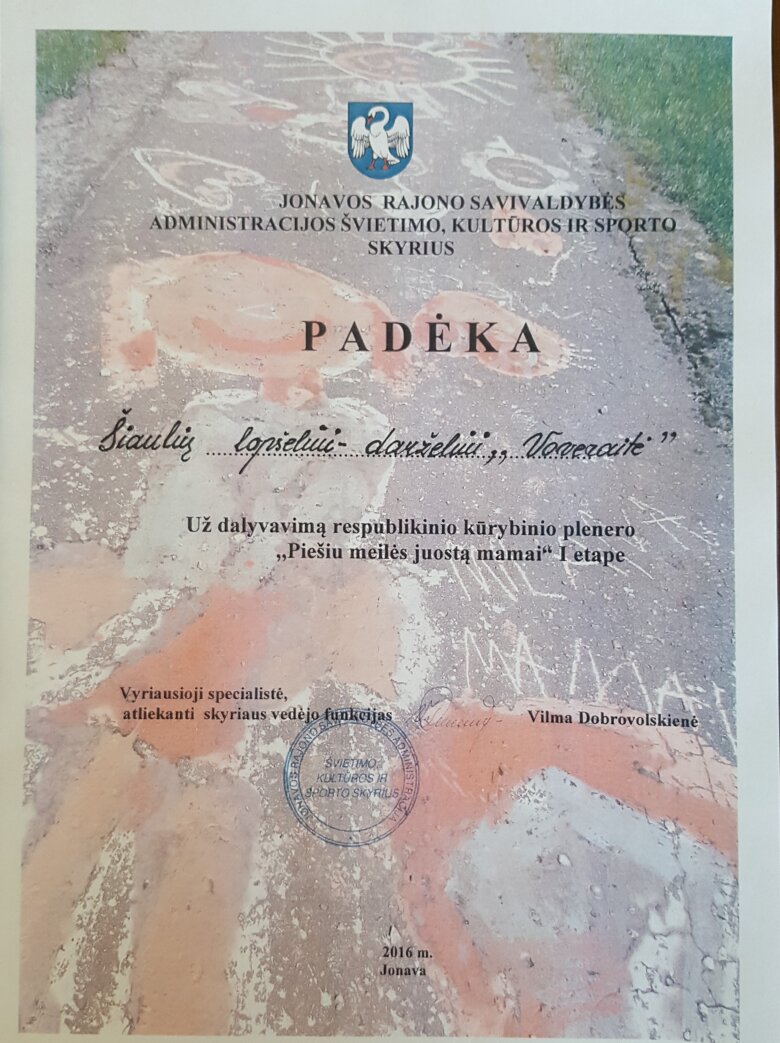 JONAVOS RAJONO SAVIVALDYBĖS
ADMINISTRACIJOS ŠVIETIMO, KULTŪROS IR SPORTO
SKYRIUS
PADĖKA
Šiaulių lopšeliui-darželiui „Voveraitė”
Už dalyvavimą respublikinio kūrybinio plenero
„Piešiu meilės juostą mamai“ I etape
MAMAI
Vyriausioji specialistė,
atliekanti skyriaus vedėjo funkcijas
Vilma Dobrovolskienė
ŠVIETIMO,
KULTŪROS IR
SPORTO SKYRIUS
2016 m.
Jonava